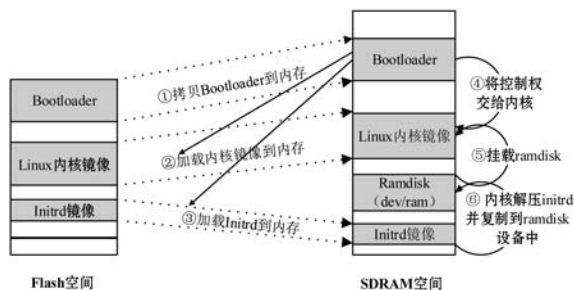 Bootloader
Linux内核镜像
Initrd镜像
Flash空间
①拷贝Bootloader到内存
②加载内核镜像到内存
③加载Initrd到内存
Bootloader
Linux内核镜像
Ramdisk
（dev/ram）
Initrd镜像
SDRAM空间
④将控制权
交给内核
⑤挂载ramdisk
⑥ 内核解压initrd
并复制到ramdisk
设备中